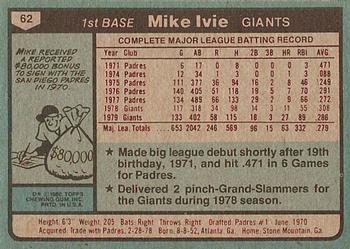 62
1st BASE Mike Ivie GIANTS
MIKE RECEIVED
A REPORTED
$80,000 BONUS
TO SIGN WITH THE
SAN DIEGO PADRES
IN 1970.
$80000
D★ © 1980 TOPPS
CHEWING GUM, INC.
PRTD. IN U.S.A.
COMPLETE MAJOR LEAGUE BATTING RECORD
Year Club G AB R H 2B 3B HR RBI AVG.
1971 Padres 6 17 0 8 0 0 0 3 .471
1974 Padres 12 34 1 3 0 0 1 3 .088
1975 Padres 111 377 36 94 16 2 8 46 .249
1976 Padres 140 405 51 118 19 5 7 70 .291
1977 Padres 134 489 66 133 29 2 9 66 .272
1978 Giants 117 318 34 98 14 3 11 55 .308
1979 Giants 133 402 58 115 18 3 27 89 .286
Maj. Lea. Totals 653 2042 246 569 96 15 63 332 .279
★ Made big league debut shortly after 19th
birthday, 1971, and hit .471 in 6 Games
for Padres.
★ Delivered 2 pinch-Grand-Slammers for
the Giants during 1978 season.
Height: 6'3" Weight: 205 Bats: Right Throws: Right Drafted: Padres #1 - June, 1970
Acquired: Trade with Padres, 2-28-78 Born: 8-8-52, Atlanta, Ga. Home: Stone Mountain, Ga.